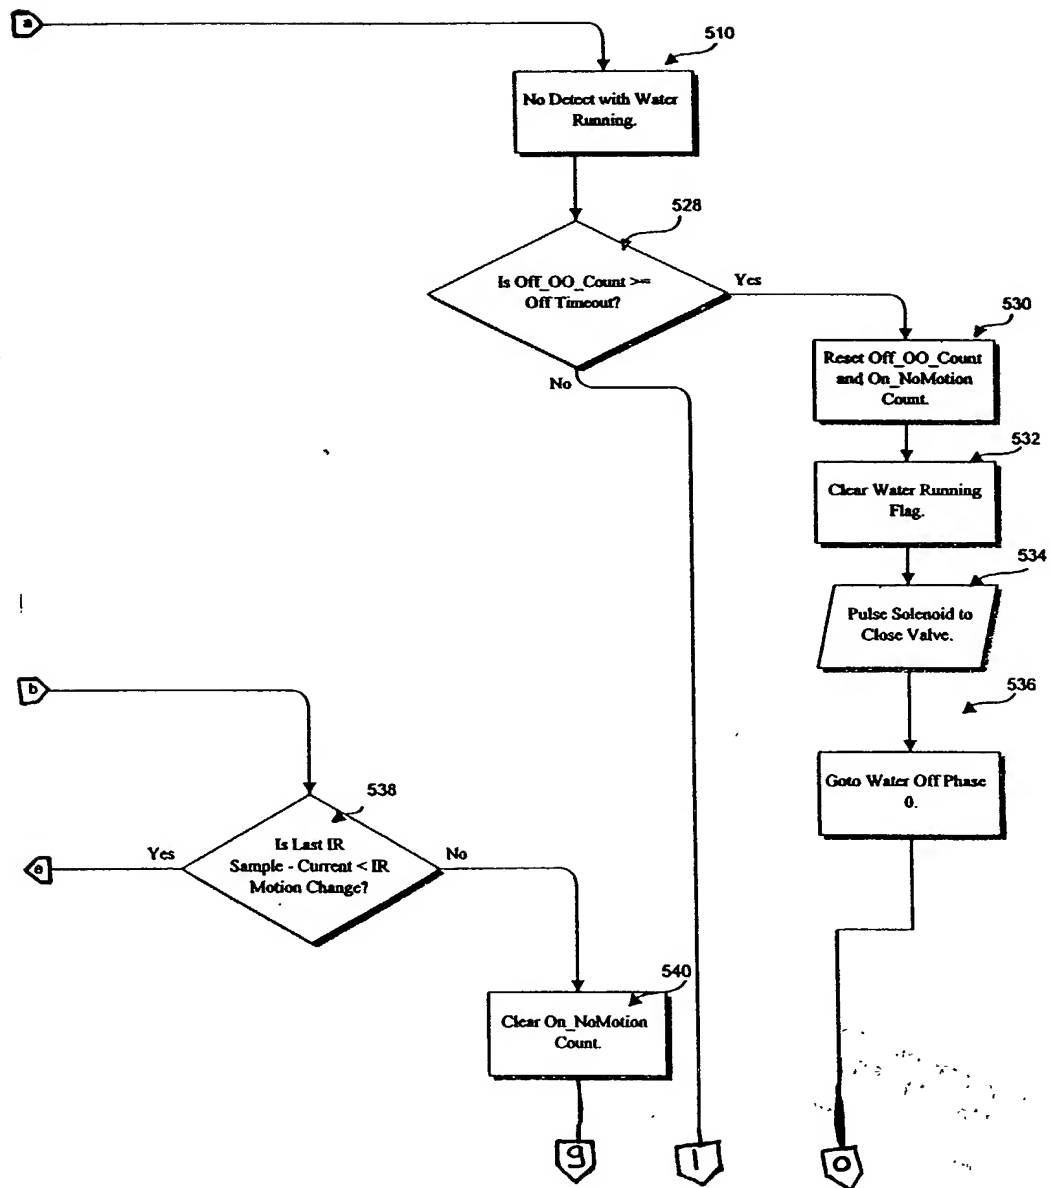 a
510
No Detect with Water
Running.
528
Is Off_OO_Count >=
Off Timeout?
Yes
No
530
Reset Off_OO_Count
and On_NoMotion
Count.
532
Clear Water Running
Flag.
534
Pulse Solenoid to
Close Valve.
536
Goto Water Off Phase
0.
b
538
Is Last IR
Sample - Current < IR
Motion Change?
Yes
No
e
540
Clear On_NoMotion
Count.
g
1
0